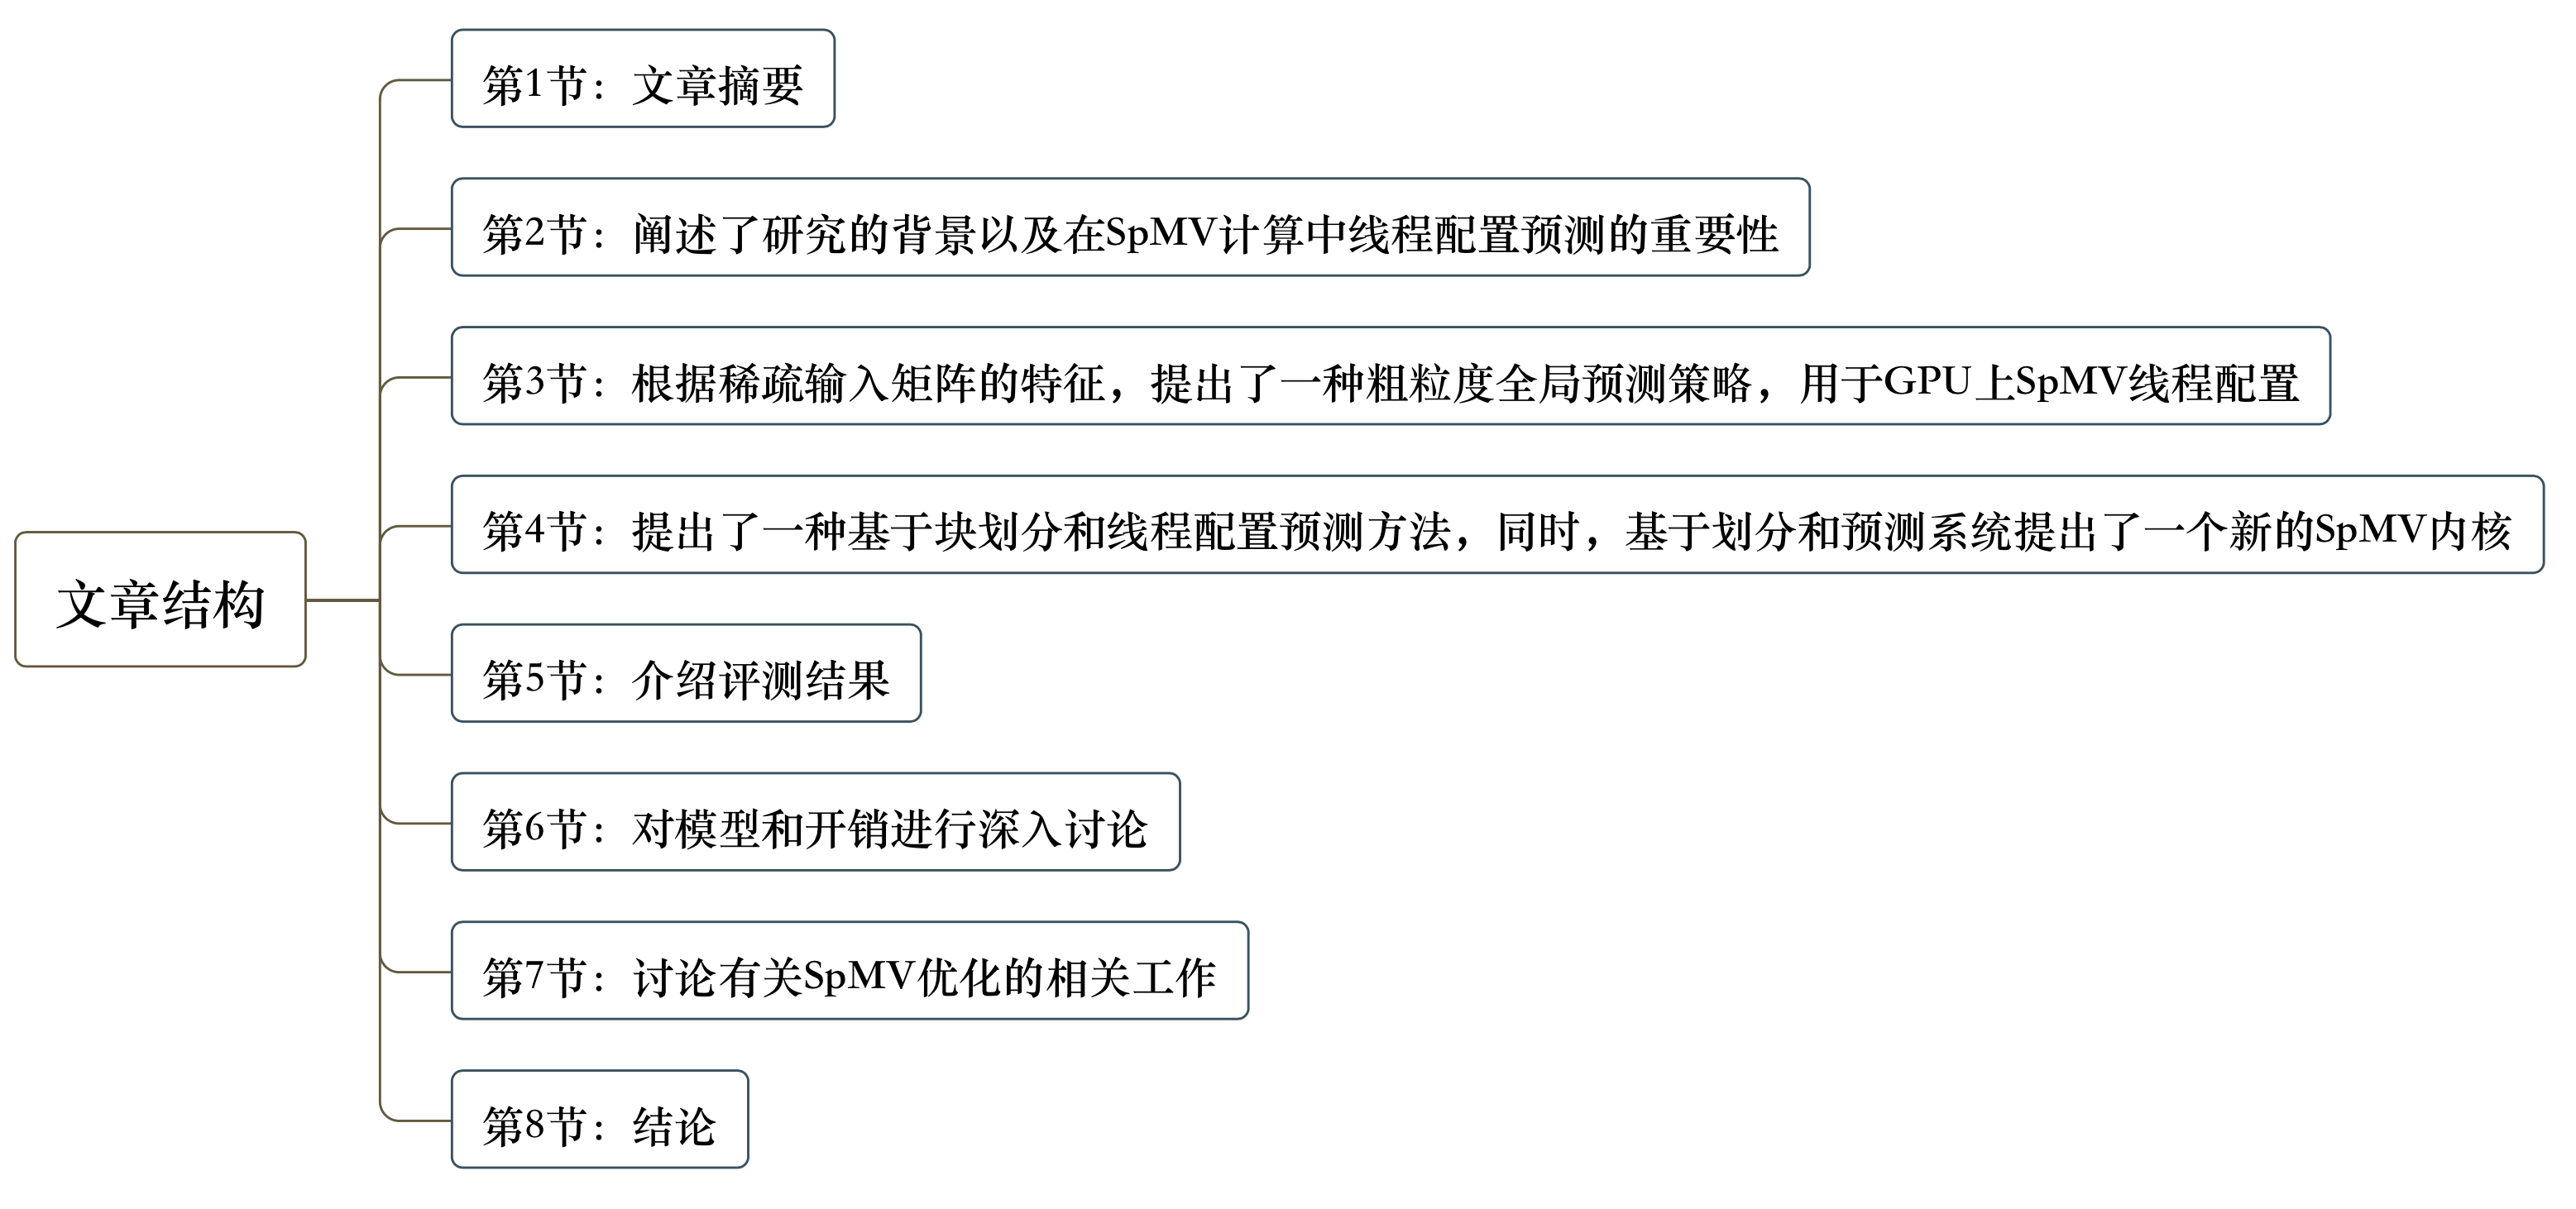 第1节：文章摘要
第2节：阐述了研究的背景以及在SpMV计算中线程配置预测的重要性
第3节：根据稀疏输入矩阵的特征，提出了一种粗粒度全局预测策略，用于GPU上SpMV线程配置
第4节：提出了一种基于块划分和线程配置预测方法，同时，基于划分和预测系统提出了一个新的SpMV内核
文章结构
第5节：介绍评测结果
第6节：对模型和开销进行深入讨论
第7节：讨论有关SpMV优化的相关工作
第8节：结论